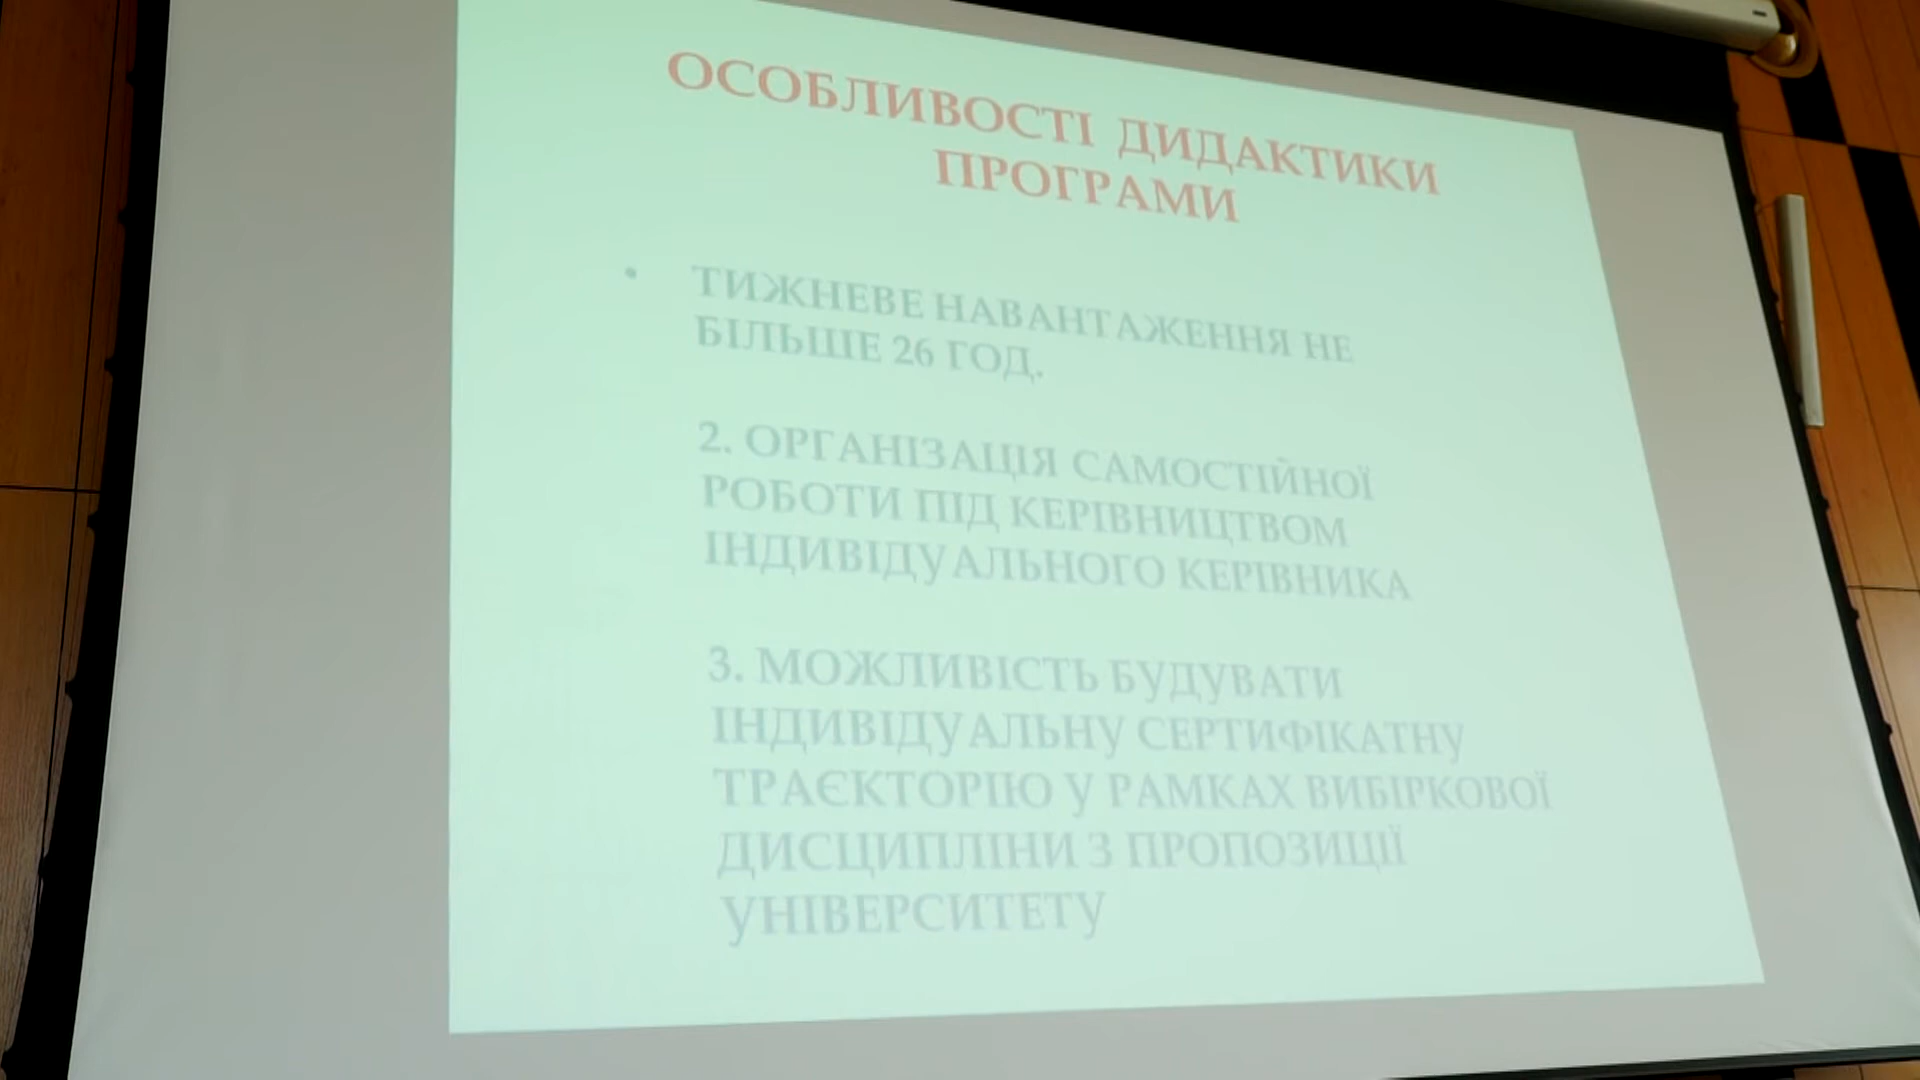 ОСОБЛИВОСТІ ДИДАКТИКИ
ПРОГРАМИ
• ТИЖНЕВЕ НАВАНТАЖЕННЯ НЕ
БІЛЬШЕ 26 ГОД.
2. ОРГАНІЗАЦІЯ САМОСТІЙНОЇ
РОБОТИ ПІД КЕРІВНИЦТВОМ
ІНДИВІДУАЛЬНОГО КЕРІВНИКА
3. МОЖЛИВІСТЬ БУДУВАТИ
ІНДИВІДУАЛЬНУ СЕРТИФІКАТНУ
ТРАЄКТОРІЮ У РАМКАХ ВИБІРКОВОЇ
ДИСЦИПЛІНИ З ПРОПОЗИЦІЇ
УНІВЕРСИТЕТУ